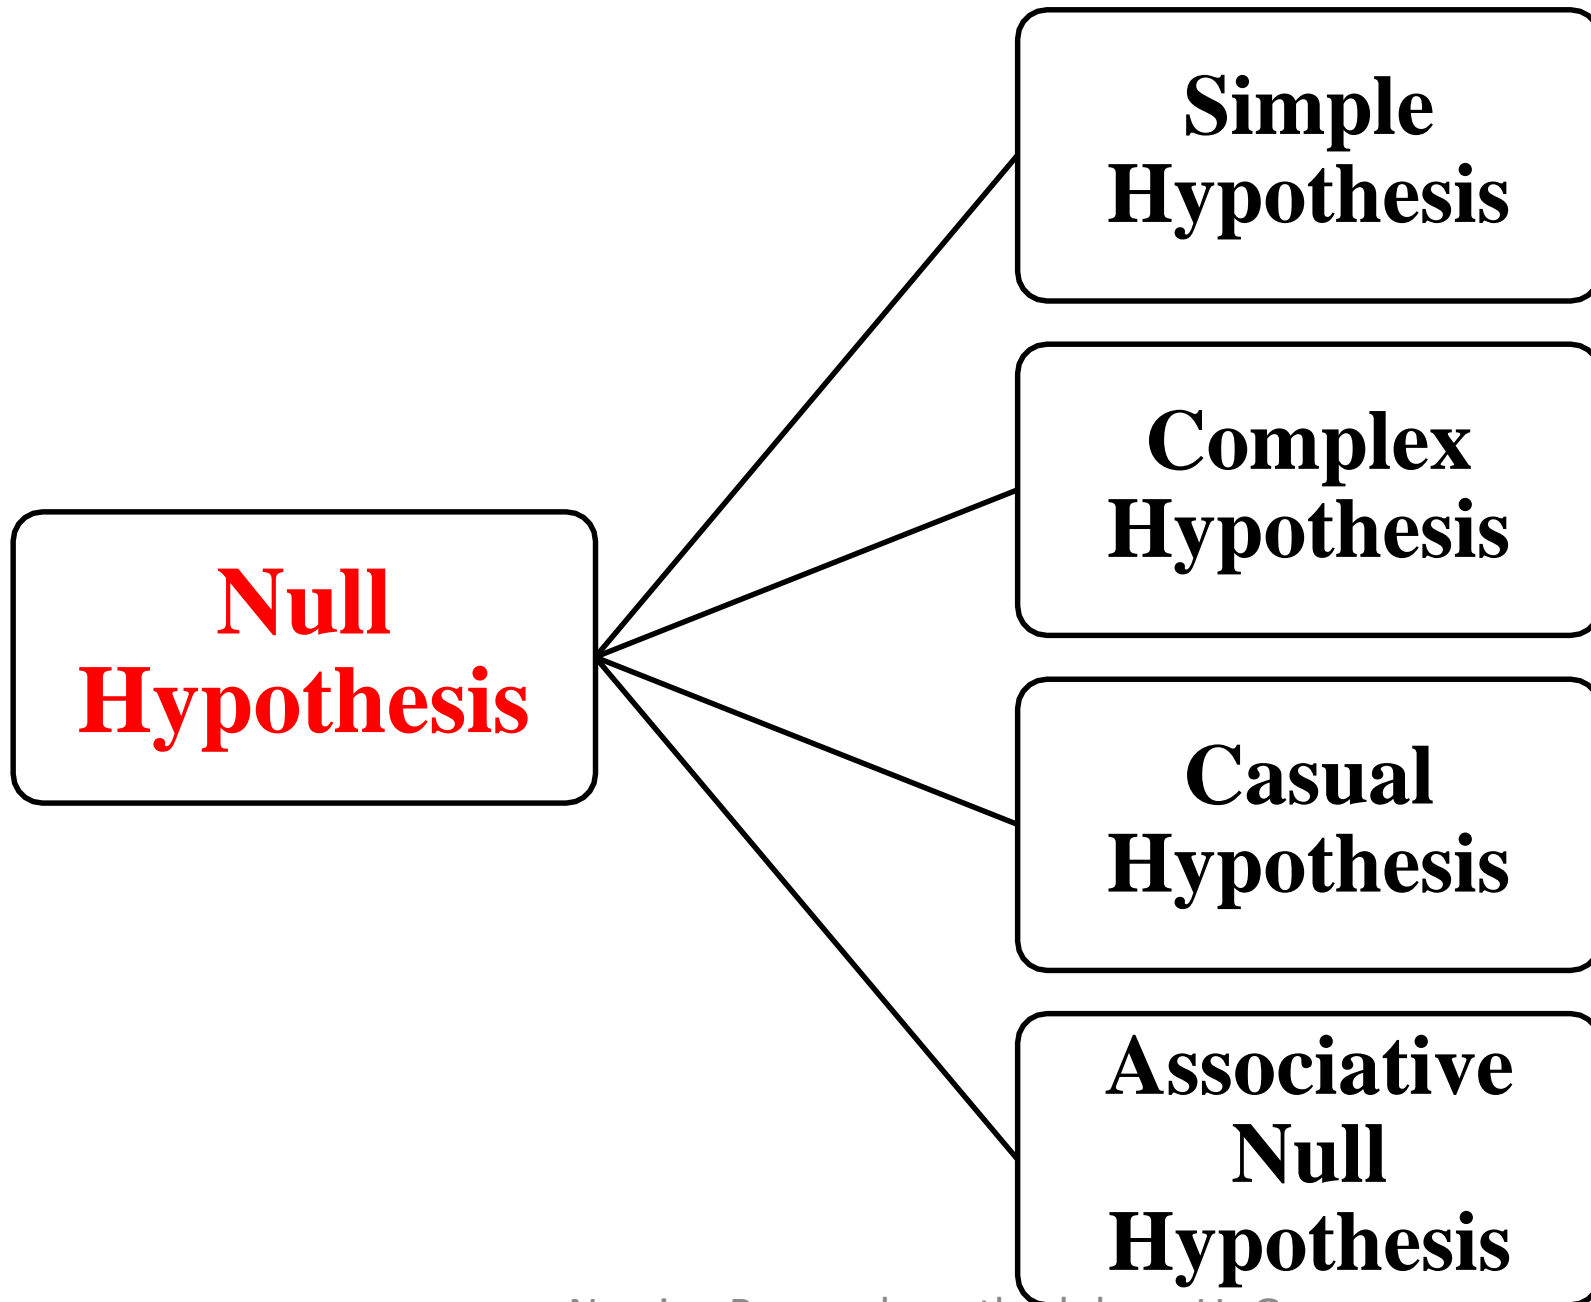 Simple
Hypothesis
Complex
Hypothesis
Null
Hypothesis
Casual
Hypothesis
Associative
Null
Hypothesis